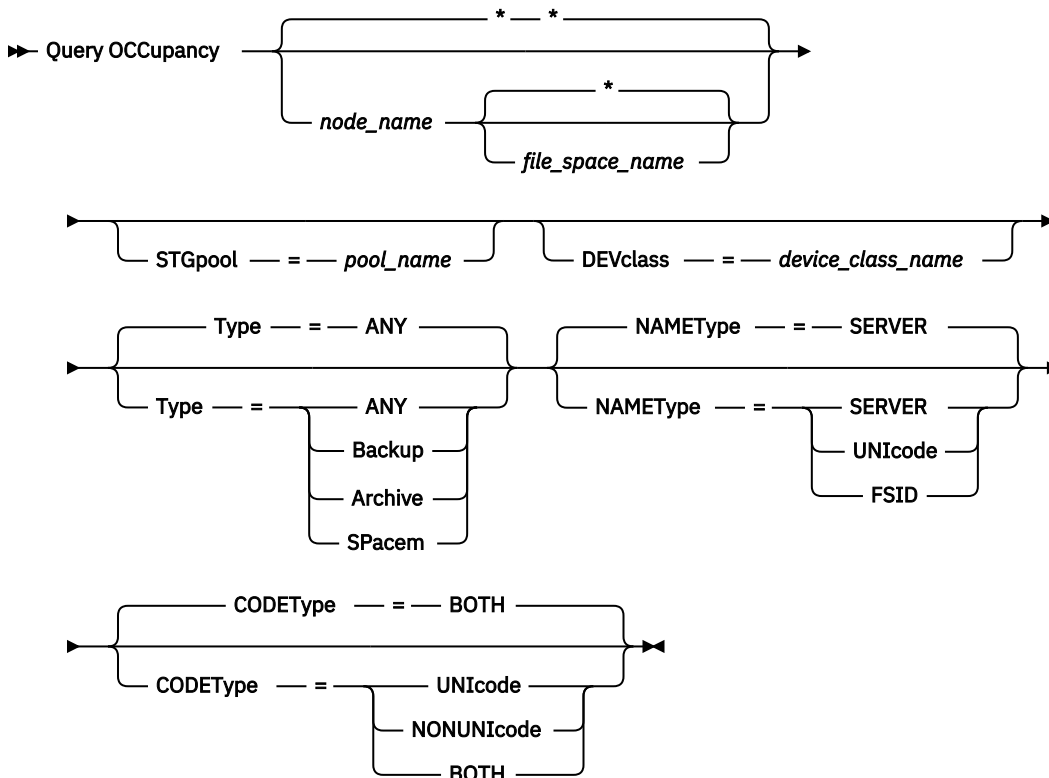 * *
Query OCCupancy
*
node_name
file_space_name
STGpool = pool_name DEVclass = device_class_name
Type = ANY NAMEType = SERVER
Type = ANY NAMEType = SERVER
Backup UNIcode
Archive FSID
SPacem
CODEType = BOTH
CODEType = UNIcode
NONUNIcode
BOTH